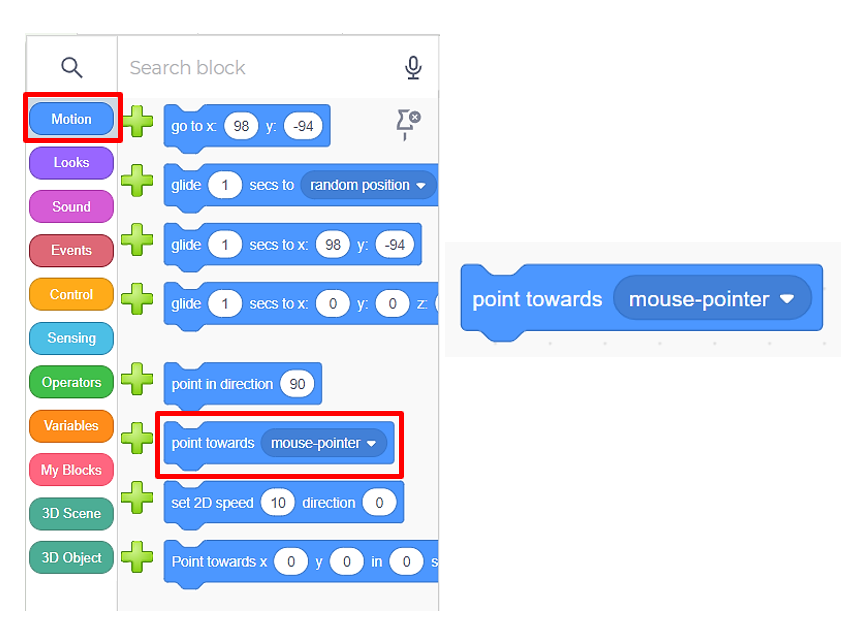 Search block
Motion
Looks
Sound
Events
Control
Sensing
Operators
Variables
My Blocks
3D Scene
3D Object
go to x: 98 y: -94
glide 1 secs to random position
glide 1 secs to x: 98 y: -94
glide 1 secs to x: 0 y: 0 z:
point in direction 90
point towards mouse-pointer
set 2D speed 10 direction 0
Point towards x 0 y 0 in 0 s
point towards mouse-pointer